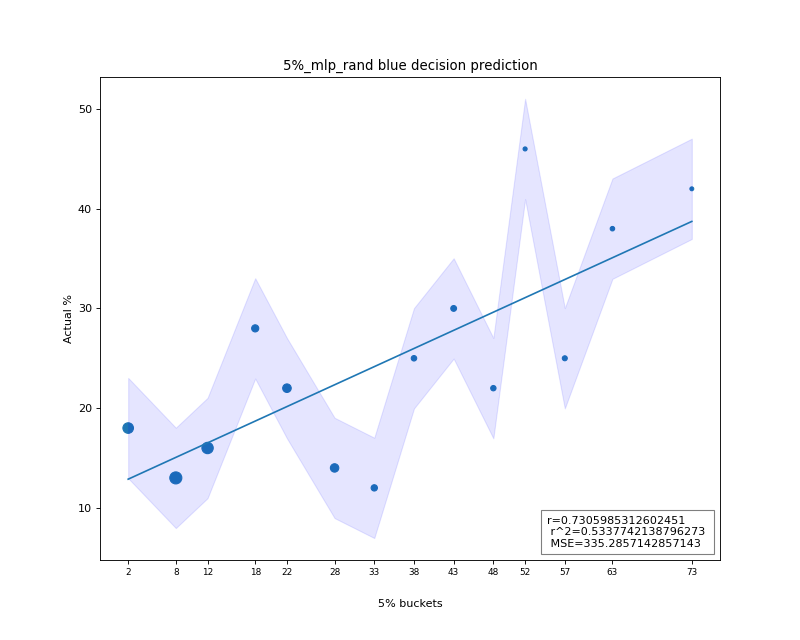 5%_mlp_rand blue decision prediction
Actual %
50
40
30
20
10
2 8 12 18 22 28 33 38 43 48 52 57 63 73
5% buckets
r=0.7305985312602451
r^2=0.5337742138796273
MSE=335.2857142857143